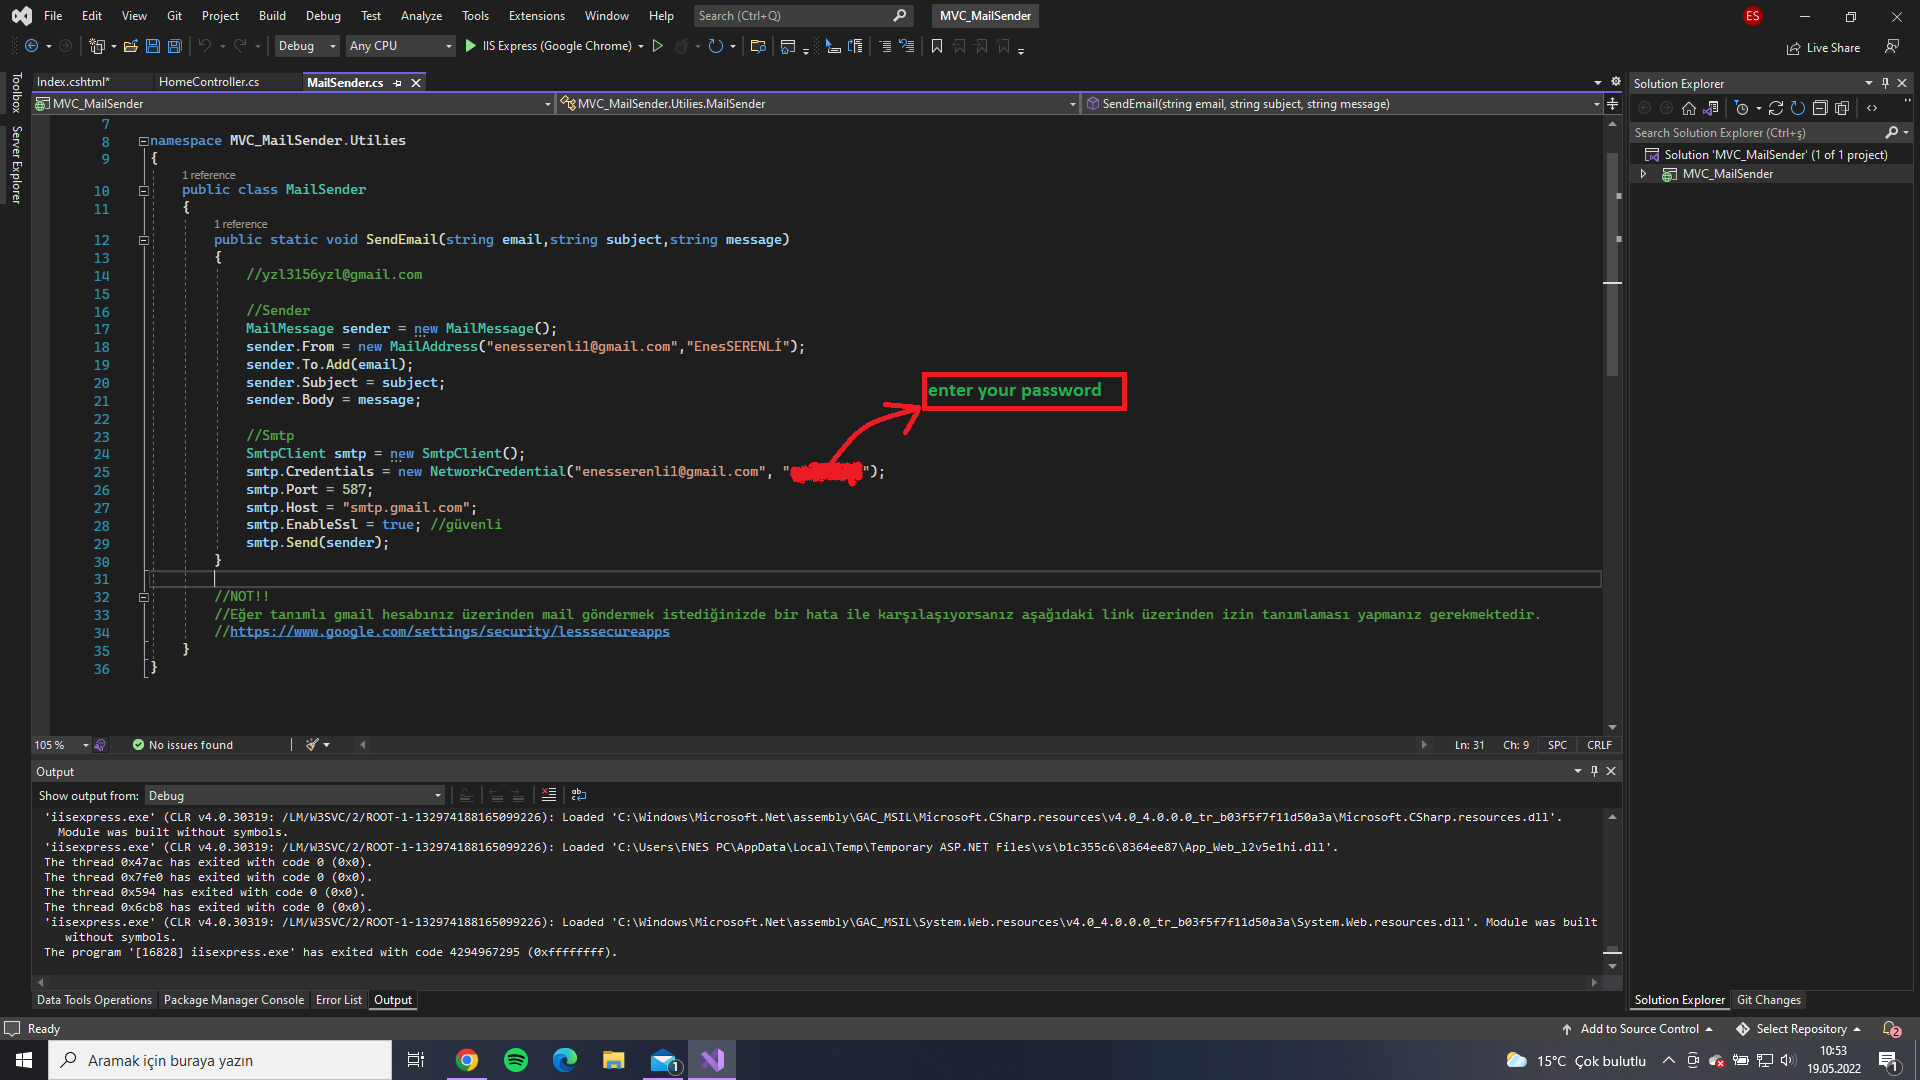 File Edit View Git Project Build Debug Test Analyze Tools Extensions Window Help Search (Ctrl+Q) MVC_MailSender ES
Debug Any CPU IIS Express (Google Chrome) Live Share
Toolbox
Server Explorer
Index.cshtml* HomeController.cs MailSender.cs
MVC_MailSender MVC_MailSender.Utilies.MailSender SendEmail(string email, string subject, string message)
7
8 namespace MVC_MailSender.Utilies
9 {
1 reference
10 public class MailSender
11 {
1 reference
12 public static void SendEmail(string email,string subject,string message)
13 {
14 //yzl3156yzl@gmail.com
15
16 //Sender
17 MailMessage sender = new MailMessage();
18 sender.From = new MailAddress("enesserenli1@gmail.com","EnesSERENLİ");
19 sender.To.Add(email);
20 sender.Subject = subject;
21 sender.Body = message;
22
23 //Smtp
24 SmtpClient smtp = new SmtpClient();
25 smtp.Credentials = new NetworkCredential("enesserenli1@gmail.com", "");
26 smtp.Port = 587;
27 smtp.Host = "smtp.gmail.com";
28 smtp.EnableSsl = true; //güvenli
29 smtp.Send(sender);
30 }
31
32 //NOT!!
33 //Eğer tanımlı gmail hesabınız üzerinden mail göndermek istediğinizde bir hata ile karşılaşıyorsanız aşağıdaki link üzerinden izin tanımlaması yapmanız gerekmektedir.
34 //https://www.google.com/settings/security/lesssecureapps
35 }
36 }
enter your password
105 % No issues found Ln: 31 Ch: 9 SPC CRLF
Output
Show output from: Debug
'iisexpress.exe' (CLR v4.0.30319: /LM/W3SVC/2/ROOT-1-132974188165099226): Loaded 'C:\Windows\Microsoft.Net\assembly\GAC_MSIL\Microsoft.CSharp.resources\v4.0_4.0.0.0_tr_b03f5f7f11d50a3a\Microsoft.CSharp.resources.dll'.
Module was built without symbols.
'iisexpress.exe' (CLR v4.0.30319: /LM/W3SVC/2/ROOT-1-132974188165099226): Loaded 'C:\Users\ENES PC\AppData\Local\Temp\Temporary ASP.NET Files\vs\b1c355c6\8364ee87\App_Web_l2v5e1hi.dll'.
The thread 0x47ac has exited with code 0 (0x0).
The thread 0x7fe0 has exited with code 0 (0x0).
The thread 0x594 has exited with code 0 (0x0).
The thread 0x6cb8 has exited with code 0 (0x0).
'iisexpress.exe' (CLR v4.0.30319: /LM/W3SVC/2/ROOT-1-132974188165099226): Loaded 'C:\Windows\Microsoft.Net\assembly\GAC_MSIL\System.Web.resources\v4.0_4.0.0.0_tr_b03f5f7f11d50a3a\System.Web.resources.dll'. Module was built
without symbols.
The program '[16828] iisexpress.exe' has exited with code 4294967295 (0xffffffff).
Data Tools Operations Package Manager Console Error List Output
Solution Explorer
Search Solution Explorer (Ctrl+ş)
Solution 'MVC_MailSender' (1 of 1 project)
MVC_MailSender
Solution Explorer Git Changes
Ready Add to Source Control Select Repository 2
Aramak için buraya yazın 1 15°C Çok bulutlu 10:53 1
19.05.2022